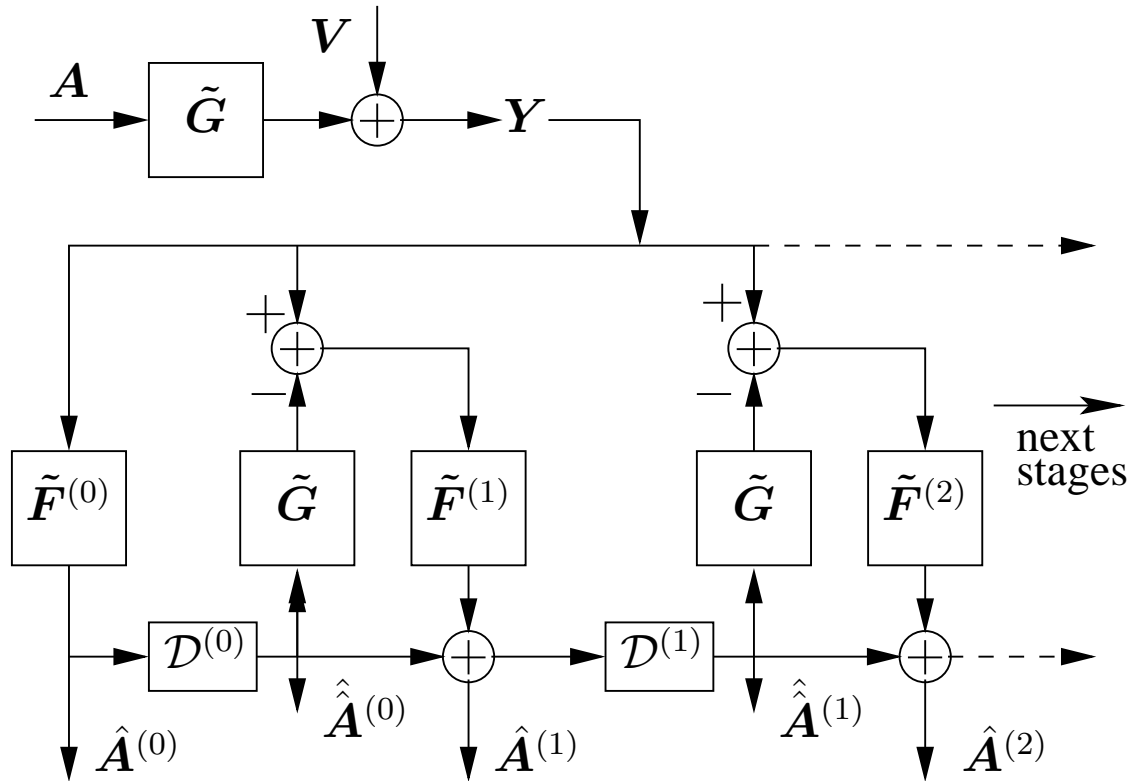 V
A
G̃
Y
+
+
−
−
next
stages
F̃⁽⁰⁾
G̃
F̃⁽¹⁾
G̃
F̃⁽²⁾
𝒟⁽⁰⁾
𝒟⁽¹⁾
Â̂⁽⁰⁾
Â̂⁽¹⁾
Â⁽⁰⁾
Â⁽¹⁾
Â⁽²⁾